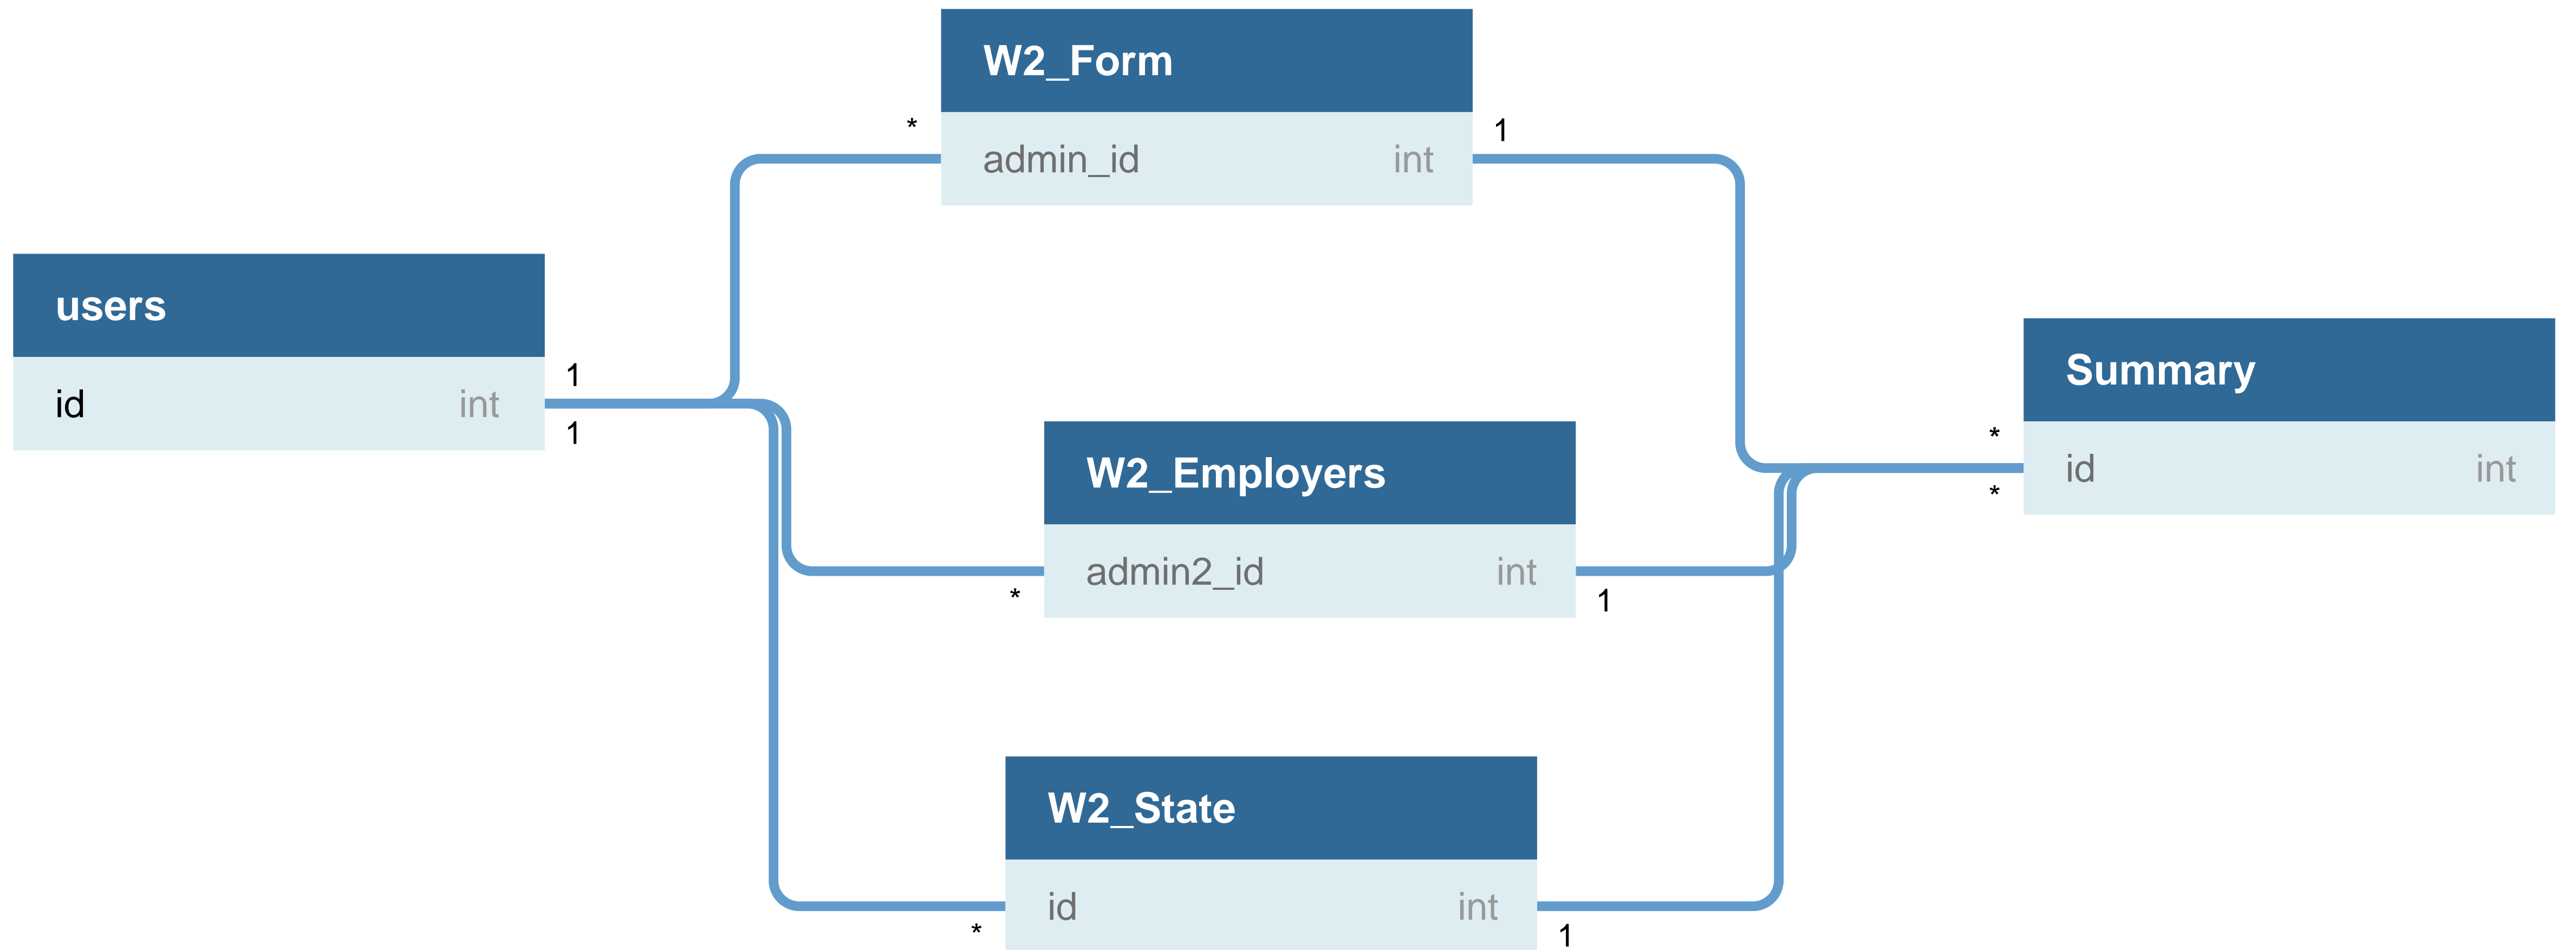 W2_Form
* 1
admin_id int
users
1
id int
1
Summary
*
id int
*
W2_Employers
admin2_id int
* 1
W2_State
id int
* 1